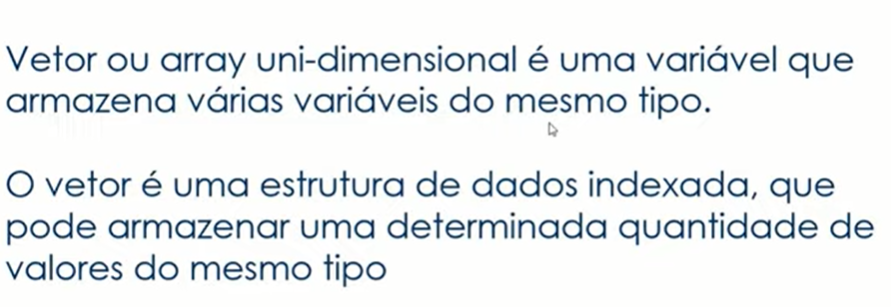 Vetor ou array uni-dimensional é uma variável que
armazena várias variáveis do mesmo tipo.
O vetor é uma estrutura de dados indexada, que
pode armazenar uma determinada quantidade de
valores do mesmo tipo